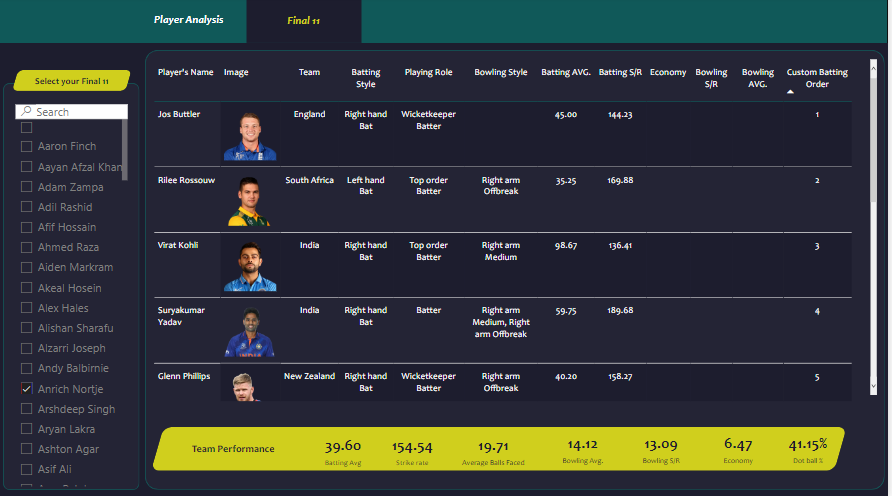 Player Analysis
Final 11
Select your Final 11
Search
Aaron Finch
Aayan Afzal Khan
Adam Zampa
Adil Rashid
Afif Hossain
Ahmed Raza
Aiden Markram
Akeal Hosein
Alex Hales
Alishan Sharafu
Alzarri Joseph
Andy Balbirnie
Anrich Nortje
Arshdeep Singh
Aryan Lakra
Ashton Agar
Asif Ali
Player's Name Image Team Batting Style Playing Role Bowling Style Batting AVG. Batting S/R Economy Bowling S/R Bowling AVG. Custom Batting Order
Jos Buttler England Right hand Bat Wicketkeeper Batter 45.00 144.23 1
Rilee Rossouw South Africa Left hand Bat Top order Batter Right arm Offbreak 35.25 169.88 2
Virat Kohli India Right hand Bat Top order Batter Right arm Medium 98.67 136.41 3
Suryakumar Yadav India Right hand Bat Batter Right arm Medium, Right arm Offbreak 59.75 189.68 4
INDIA
Glenn Phillips New Zealand Right hand Bat Wicketkeeper Batter Right arm Offbreak 40.20 158.27 5
Team Performance
39.60 154.54 19.71 14.12 13.09 6.47 41.15%
Batting Avg Strike rate Average Balls Faced Bowling Avg. Bowling S/R Economy Dot ball %